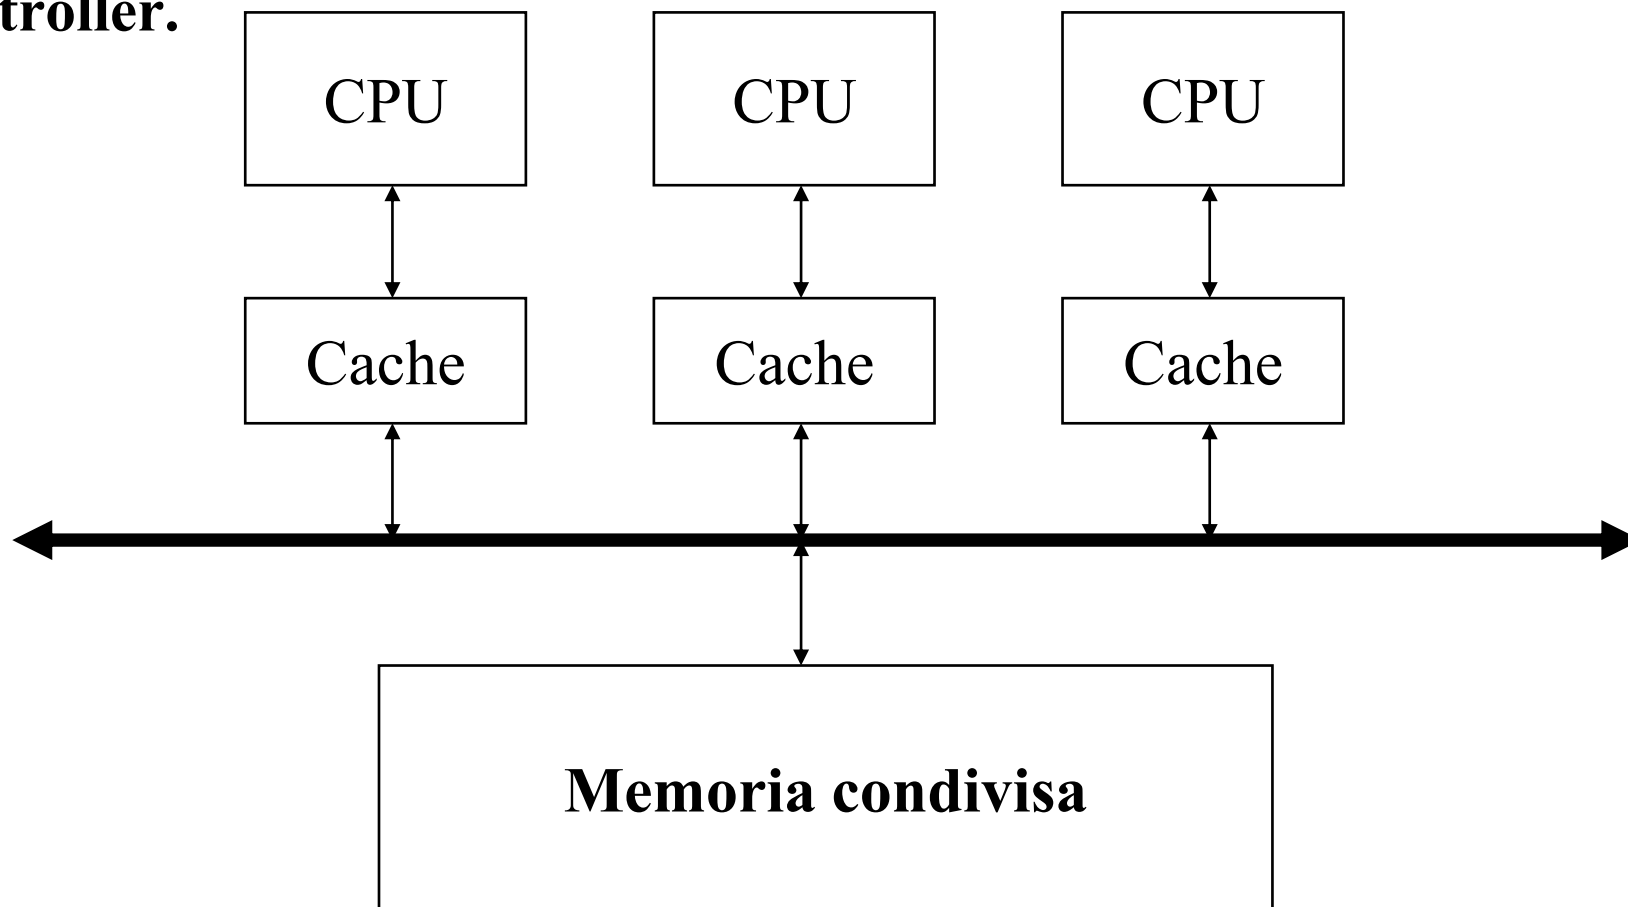 troller.
CPU CPU CPU
Cache Cache Cache
Memoria condivisa